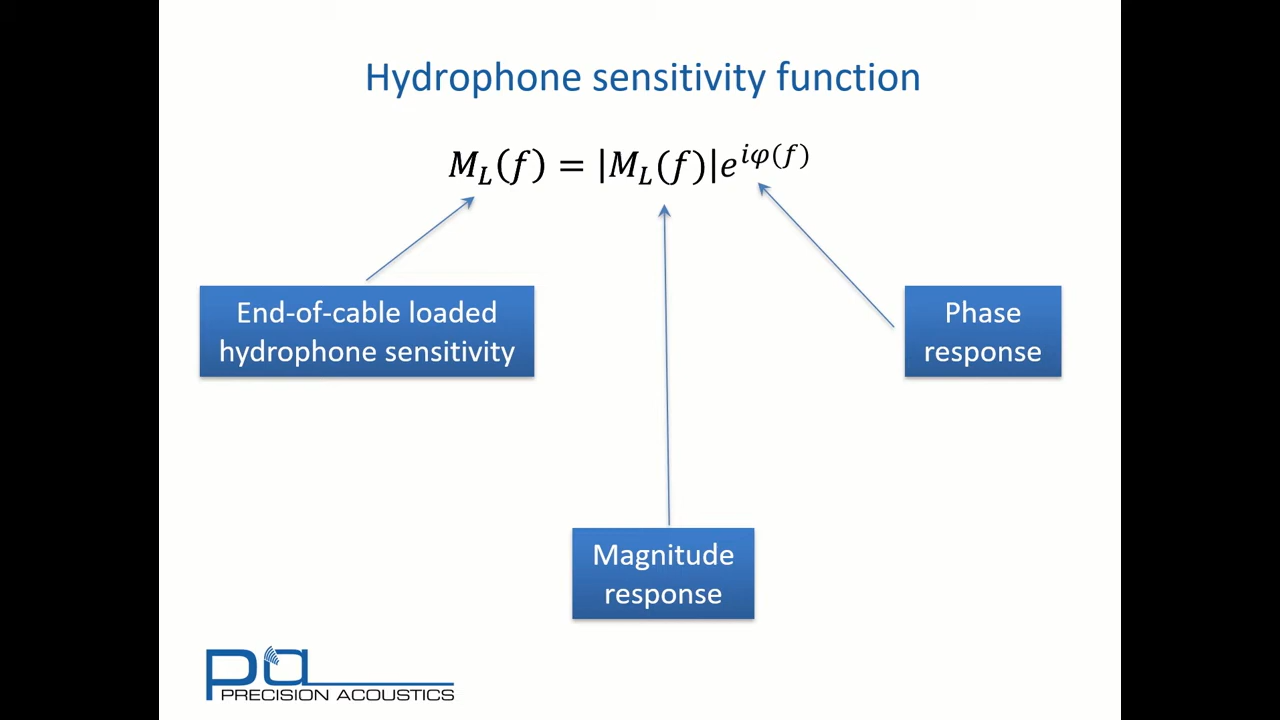 Hydrophone sensitivity function
M_L(f) = |M_L(f)|e^{iφ(f)}
End-of-cable loaded
hydrophone sensitivity
Phase
response
Magnitude
response
pa
PRECISION ACOUSTICS